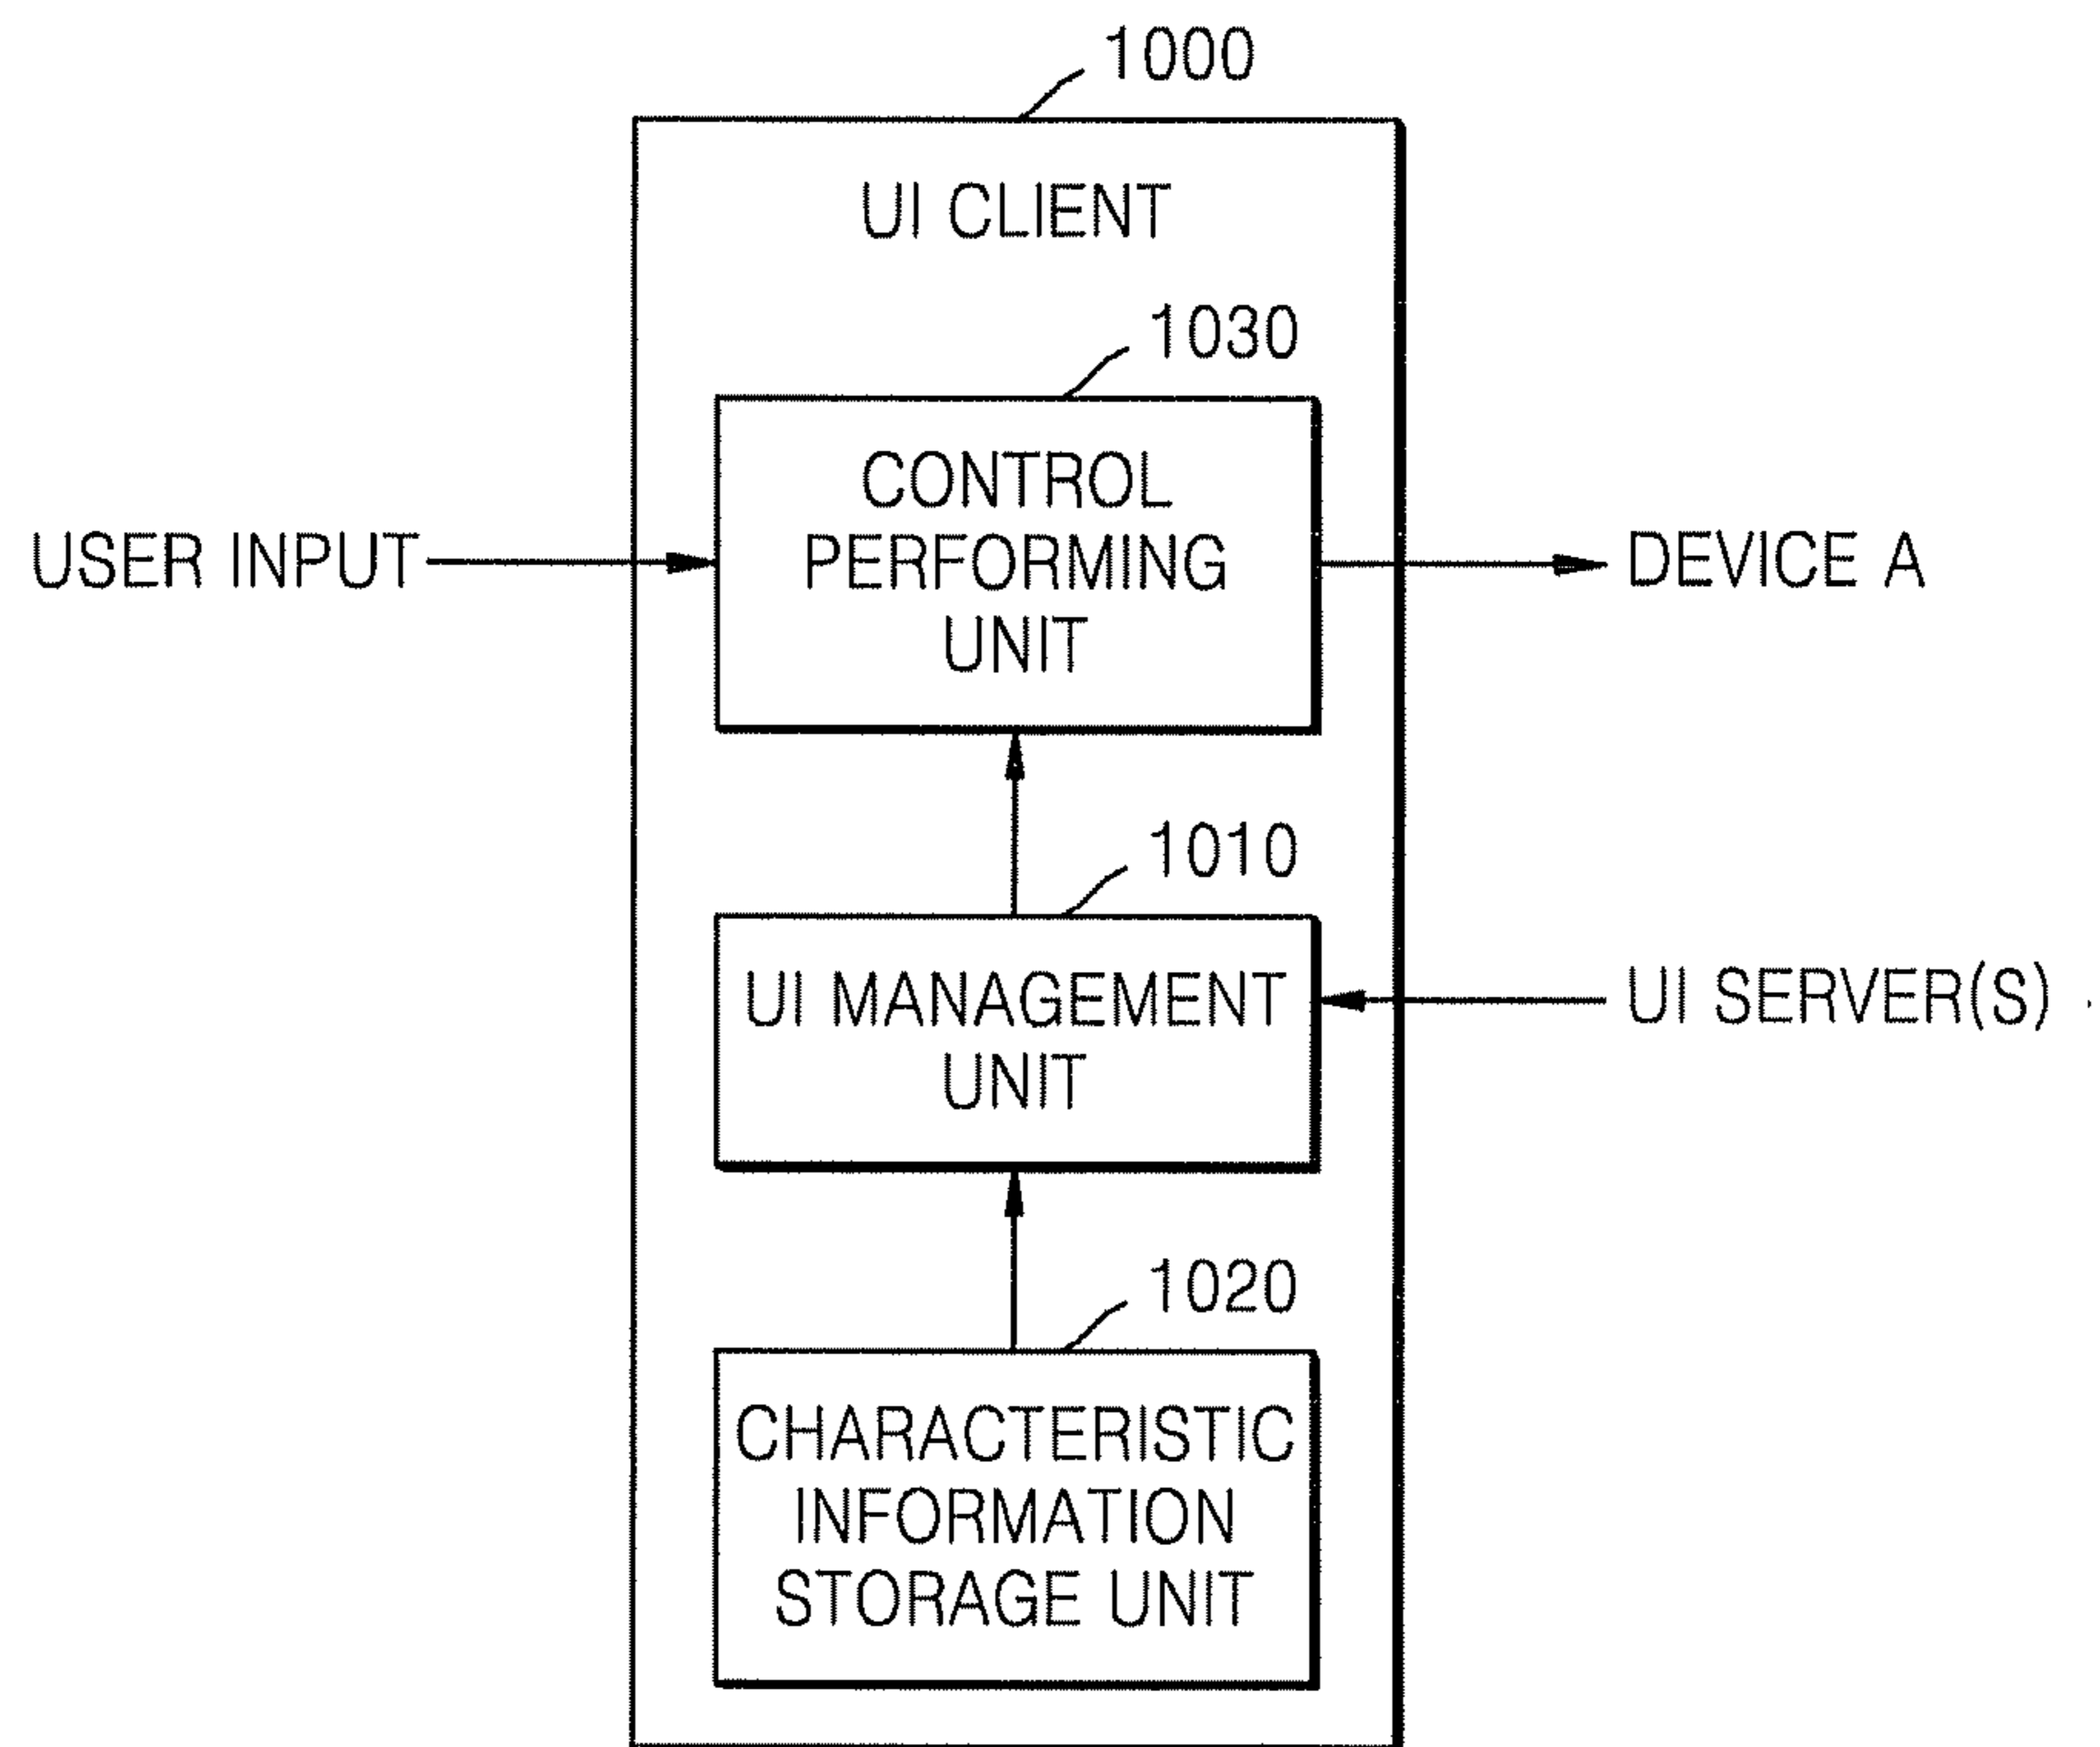 1000
UI CLIENT
1030
CONTROL
PERFORMING
UNIT
USER INPUT
DEVICE A
1010
UI MANAGEMENT
UNIT
UI SERVER(S)
1020
CHARACTERISTIC
INFORMATION
STORAGE UNIT